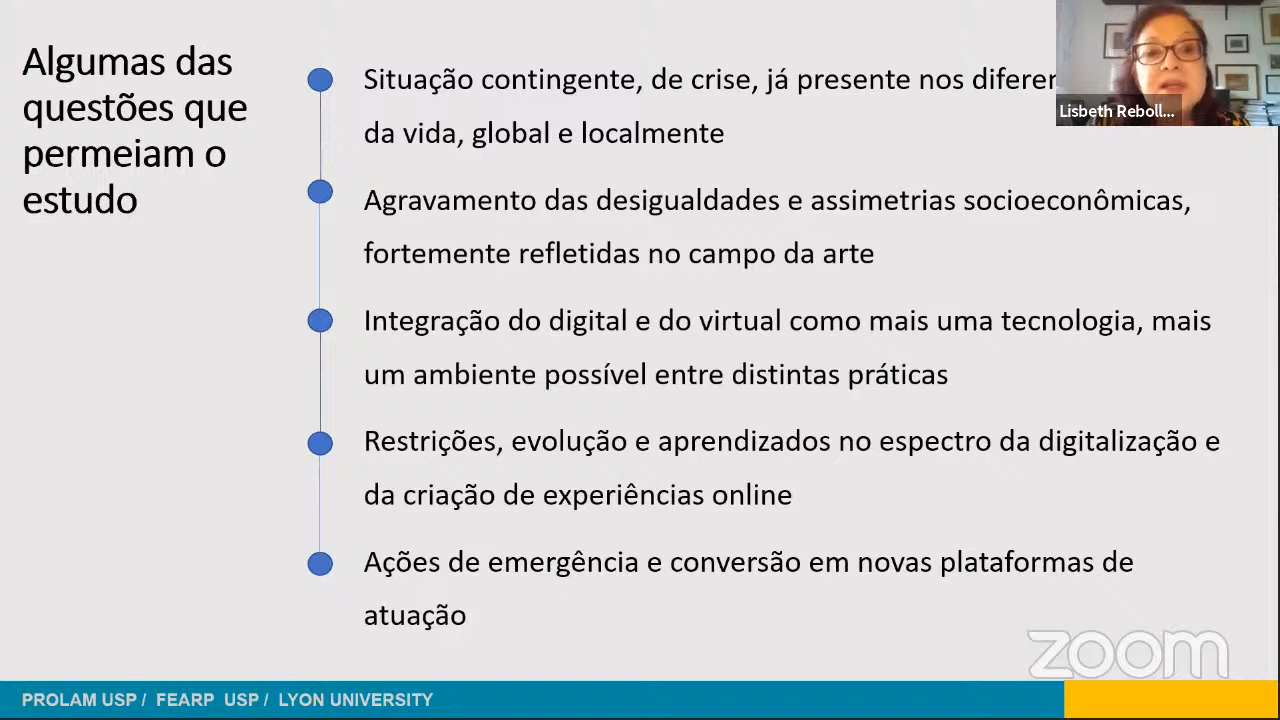 Algumas das
questões que
permeiam o
estudo
Situação contingente, de crise, já presente nos
da vida, global e localmente
Agravamento das desigualdades e assimetrias socioeconômicas,
fortemente refletidas no campo da arte
Integração do digital e do virtual como mais uma tecnologia, mais
um ambiente possível entre distintas práticas
Restrições, evolução e aprendizados no espectro da digitalização e
da criação de experiências online
Ações de emergência e conversão em novas plataformas de
atuação
Lisbeth Reboll...
zoom
PROLAM USP / FEARP USP / LYON UNIVERSITY